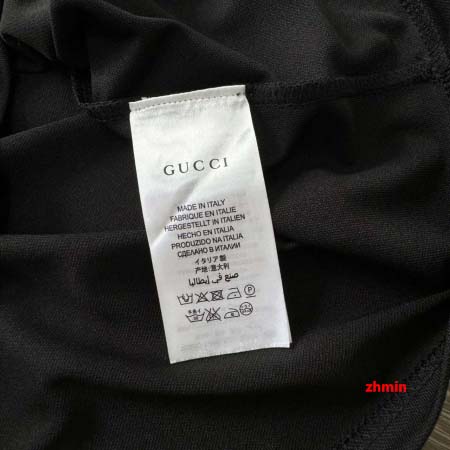 GUCCI
MADE IN ITALY
FABRIQUE EN ITALIE
HERGESTELLT IN ITALIEN
HECHO EN ITALIA
PRODUZIDO NA ITALIA
СДЕЛАНО В ИТАЛИИ
イタリア製
产地:意大利
صنع في إيطاليا
P
zhmin